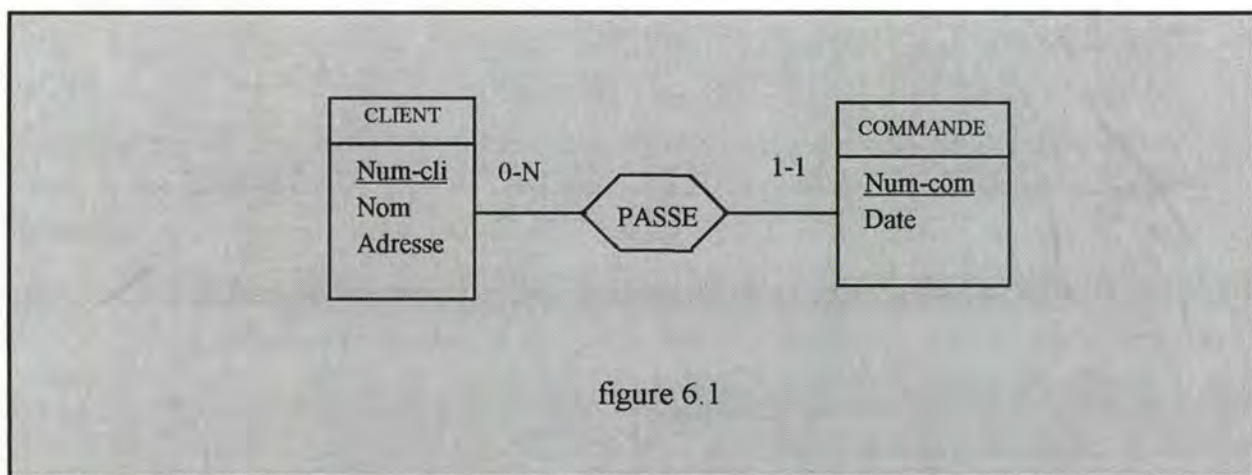 CLIENT
Num-cli
Nom
Adresse
0-N
PASSE
1-1
COMMANDE
Num-com
Date
figure 6.1